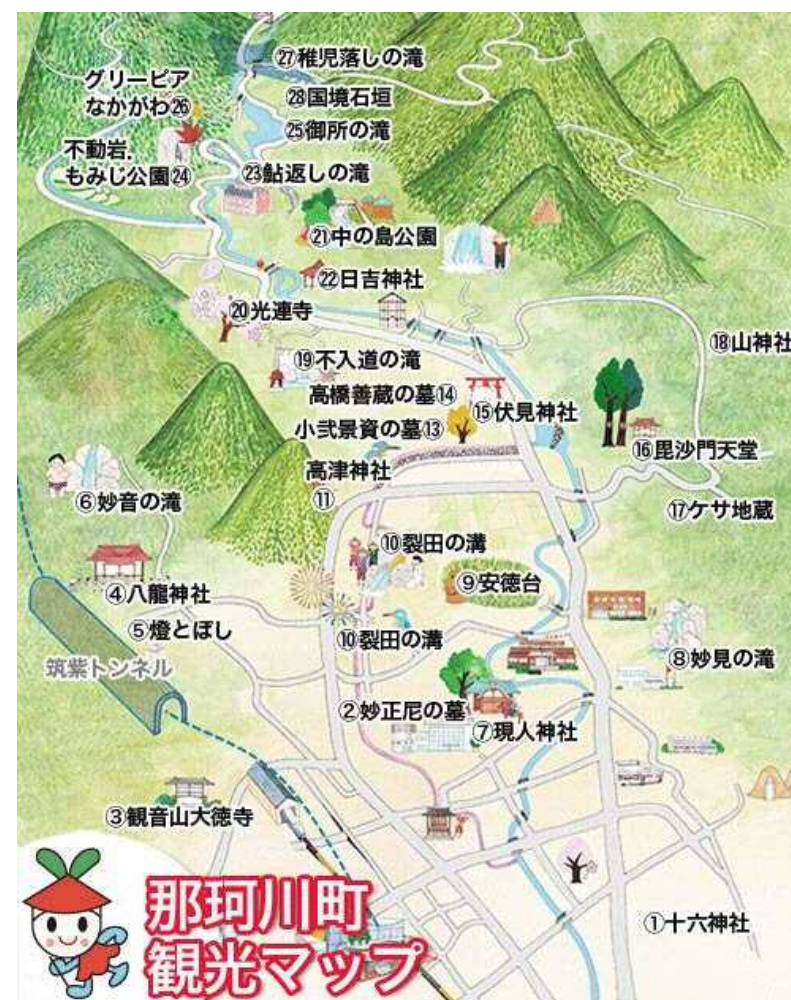 ㉗稚児落しの滝
グリーピア
なかがわ㉖
㉘国境石垣
㉕御所の滝
不動岩.
もみじ公園㉔
㉓鮎返しの滝
㉑中の島公園
㉒日吉神社
⑳光連寺
⑱山神社
⑲不入道の滝
高橋善蔵の墓⑭
⑮伏見神社
小弐景資の墓⑬
⑯毘沙門天堂
高津神社
⑪
⑥妙音の滝
⑰ケサ地蔵
⑩裂田の溝
⑨安徳台
④八龍神社
⑤燈とぼし
⑩裂田の溝
筑紫トンネル
⑧妙見の滝
②妙正尼の墓
⑦現人神社
③観音山大徳寺
那珂川町
観光マップ
①十六神社